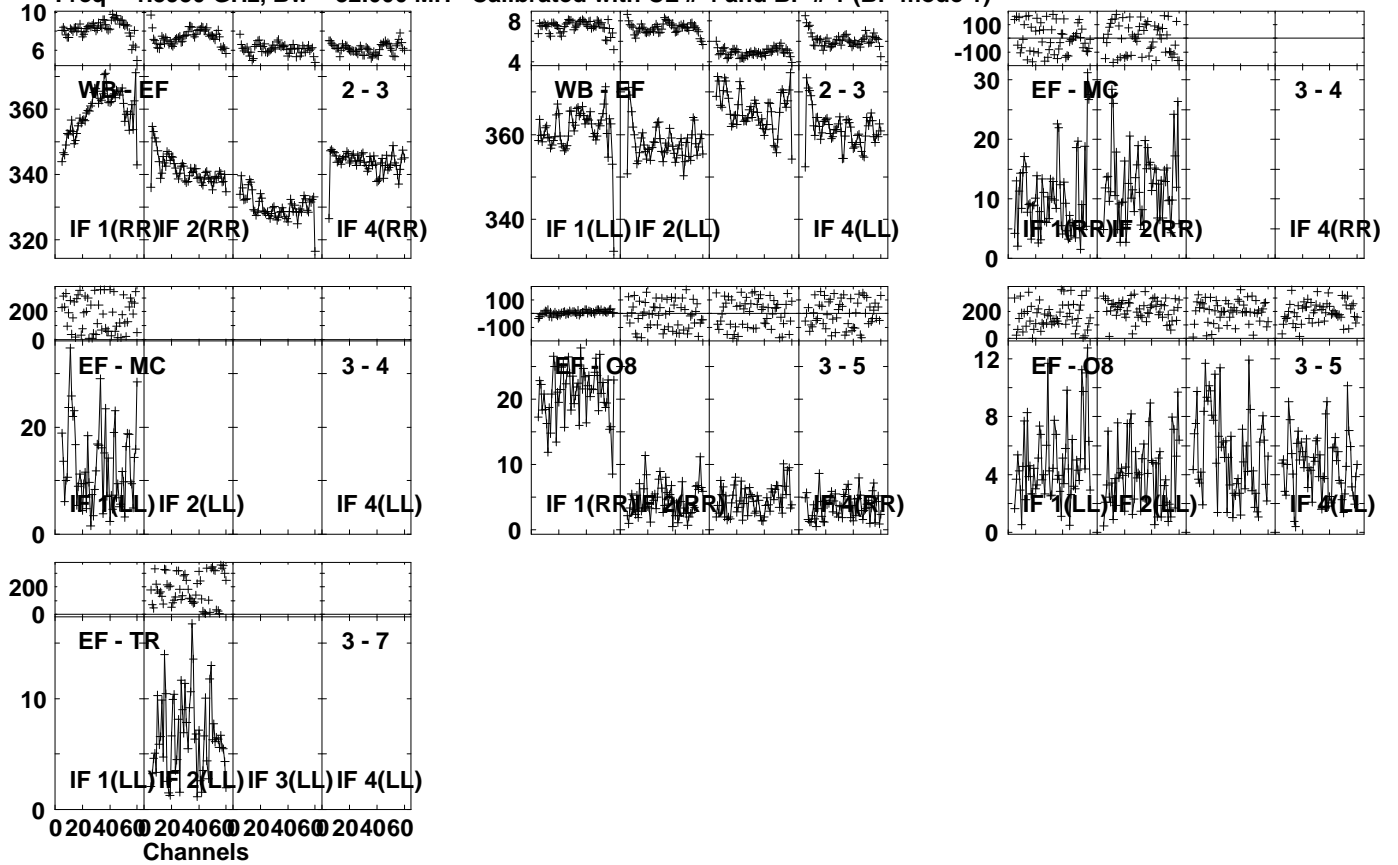 Freq GHz, Calibrated with and (BP mode
10
8
6
WB - EF
2 - 3
360
340
320
IF 1(RR) IF 2(RR) IF 4(RR)
8
4
WB - EF
2 - 3
360
340
IF 1(LL) IF 2(LL) IF 4(LL)
100
-100
EF - MC
3 - 4
30
20
10
0
IF 1(RR) IF 2(RR) IF 4(RR)
200
0
EF - MC
3 - 4
20
0
IF 1(LL) IF 2(LL) IF 4(LL)
100
-100
EF - O8
3 - 5
20
10
0
IF 1(RR) IF 2(RR) IF 4(RR)
200
0
EF - O8
3 - 5
12
8
4
0
IF 1(LL) IF 2(LL) IF 4(LL)
200
0
EF - TR
3 - 7
10
0
IF 1(LL) IF 2(LL) IF 3(LL) IF 4(LL)
0 20 40 60 0 20 40 60 0 20 40 60 0 20 40 60
Channels